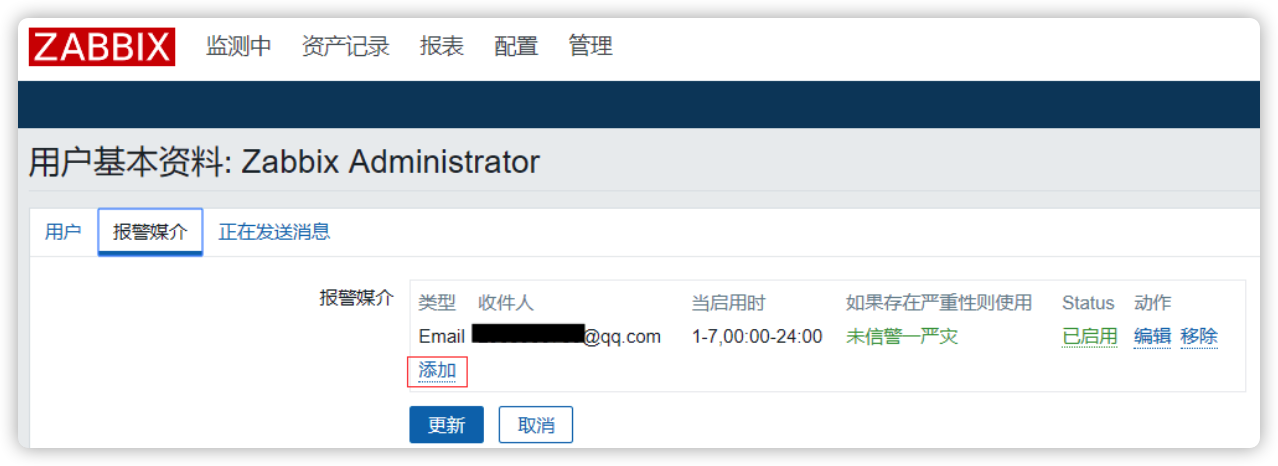 ZABBIX 监测中 资产记录 报表 配置 管理
用户基本资料: Zabbix Administrator
用户 报警媒介 正在发送消息
报警媒介 类型 收件人 当启用时 如果存在严重性则使用 Status 动作
Email @qq.com 1-7,00:00-24:00 未信警—严灾 已启用 编辑 移除
添加
更新 取消